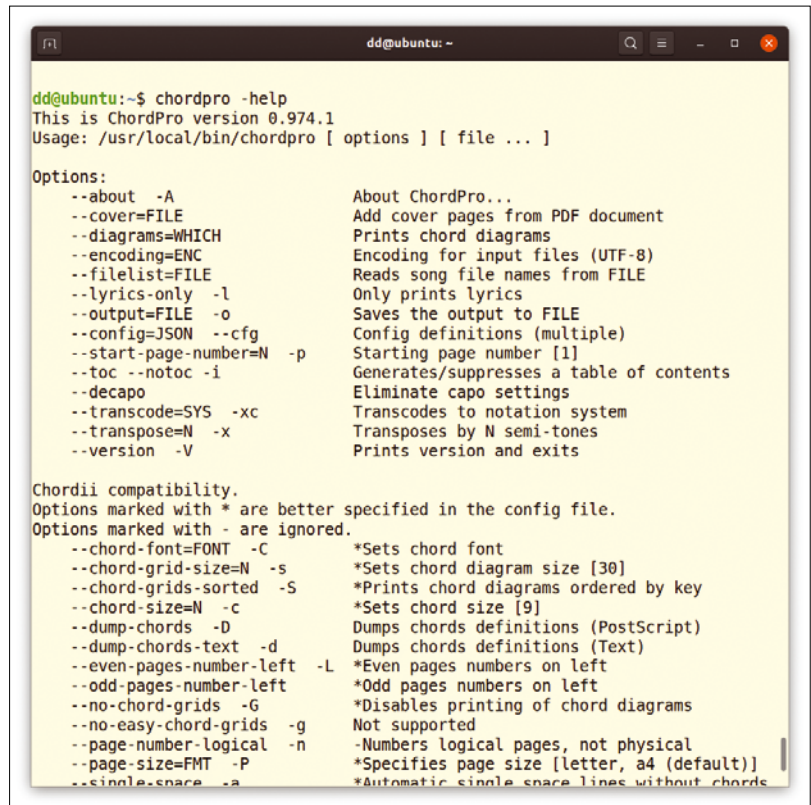 dd@ubuntu: ~
dd@ubuntu:~$ chordpro -help
This is ChordPro version 0.974.1
Usage: /usr/local/bin/chordpro [ options ] [ file ... ]
Options:
--about -A About ChordPro...
--cover=FILE Add cover pages from PDF document
--diagrams=WHICH Prints chord diagrams
--encoding=ENC Encoding for input files (UTF-8)
--filelist=FILE Reads song file names from FILE
--lyrics-only -l Only prints lyrics
--output=FILE -o Saves the output to FILE
--config=JSON --cfg Config definitions (multiple)
--start-page-number=N -p Starting page number [1]
--toc --notoc -i Generates/suppresses a table of contents
--decapo Eliminate capo settings
--transcode=SYS -xc Transcodes to notation system
--transpose=N -x Transposes by N semi-tones
--version -V Prints version and exits
Chordii compatibility.
Options marked with * are better specified in the config file.
Options marked with - are ignored.
--chord-font=FONT -C *Sets chord font
--chord-grid-size=N -s *Sets chord diagram size [30]
--chord-grids-sorted -S *Prints chord diagrams ordered by key
--chord-size=N -c *Sets chord size [9]
--dump-chords -D Dumps chords definitions (PostScript)
--dump-chords-text -d Dumps chords definitions (Text)
--even-pages-number-left -L *Even pages numbers on left
--odd-pages-number-left *Odd pages numbers on left
--no-chord-grids -G *Disables printing of chord diagrams
--no-easy-chord-grids -g Not supported
--page-number-logical -n -Numbers logical pages, not physical
--page-size=FMT -P *Specifies page size [letter, a4 (default)]
--single-space -a *Automatic single space lines without chords